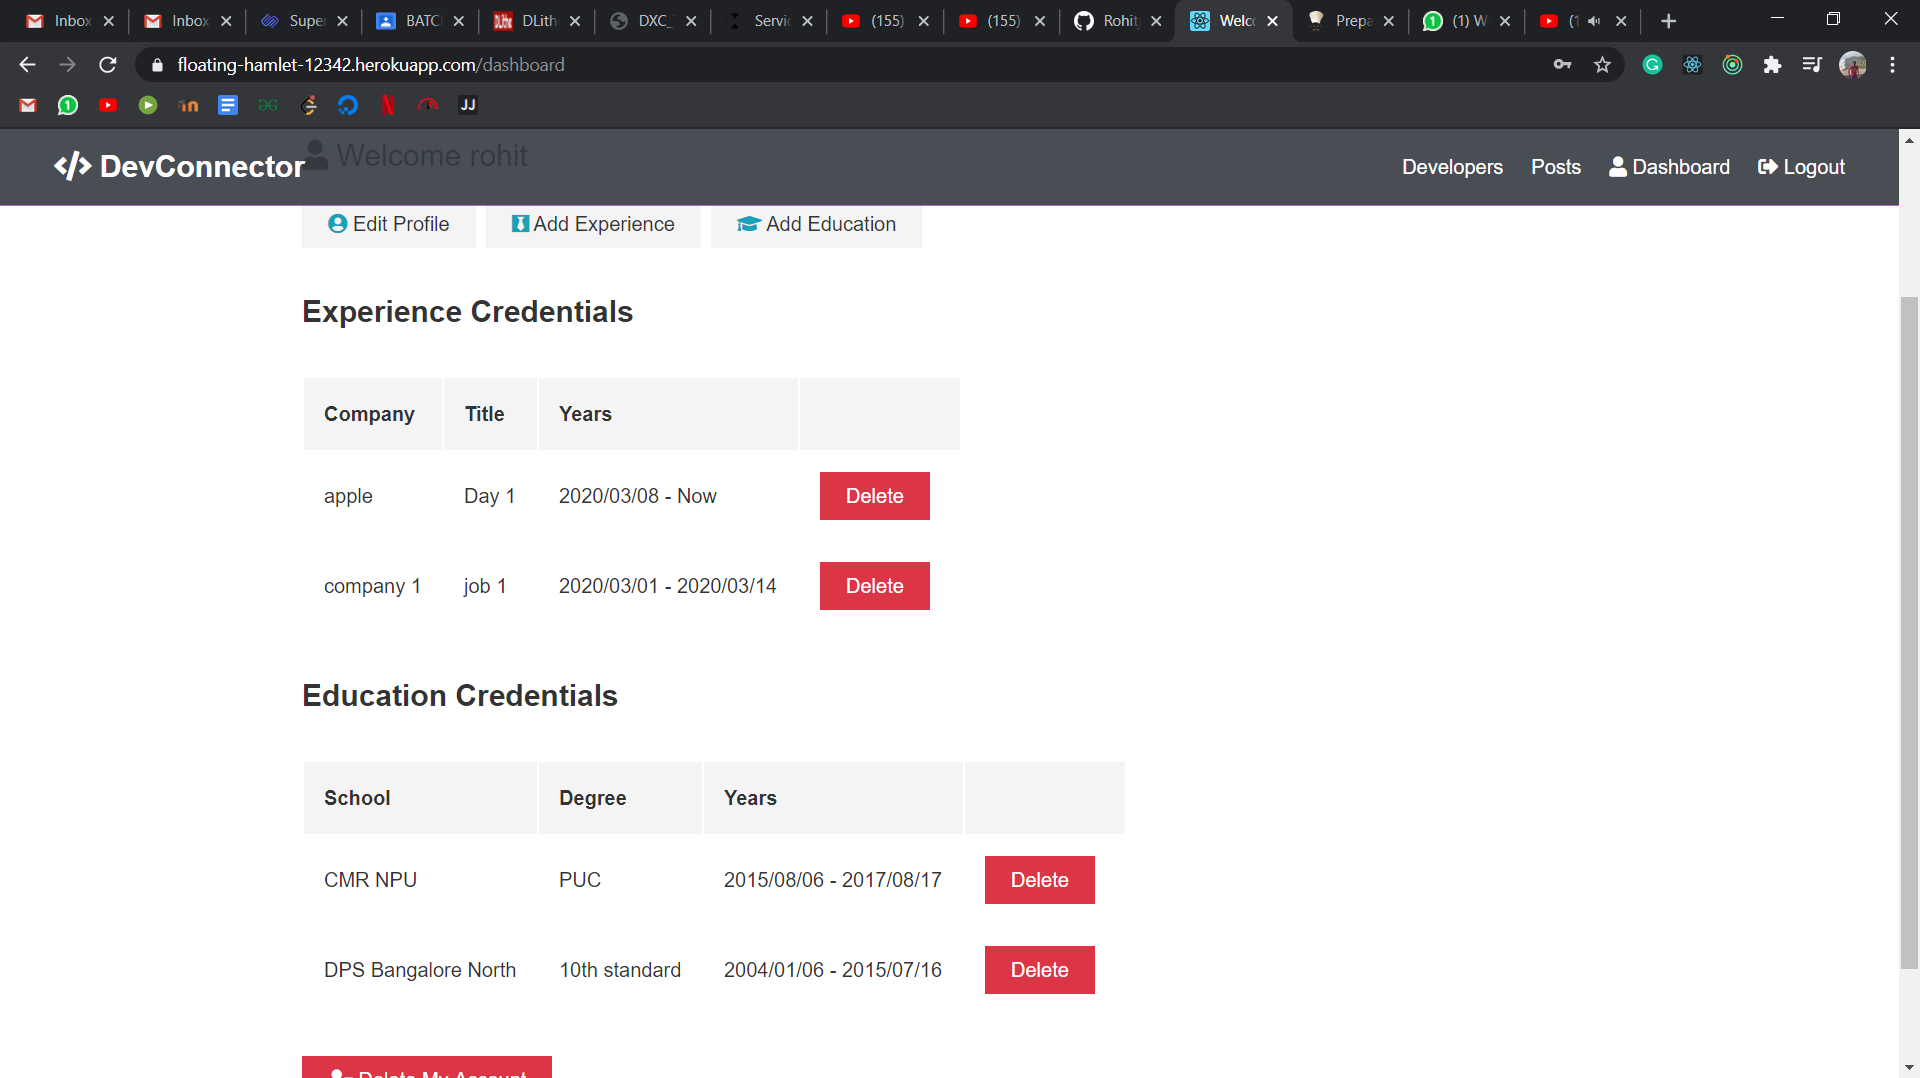 Inbox Inbox Super BATC DLith DXC_ Servic (155) (155) Rohit Welc Prepa (1) W (1
floating-hamlet-12342.herokuapp.com/dashboard
DevConnector Welcome rohit Developers Posts Dashboard Logout
Edit Profile Add Experience Add Education
Experience Credentials
Company Title Years
apple Day 1 2020/03/08 - Now Delete
company 1 job 1 2020/03/01 - 2020/03/14 Delete
Education Credentials
School Degree Years
CMR NPU PUC 2015/08/06 - 2017/08/17 Delete
DPS Bangalore North 10th standard 2004/01/06 - 2015/07/16 Delete
Delete My Account